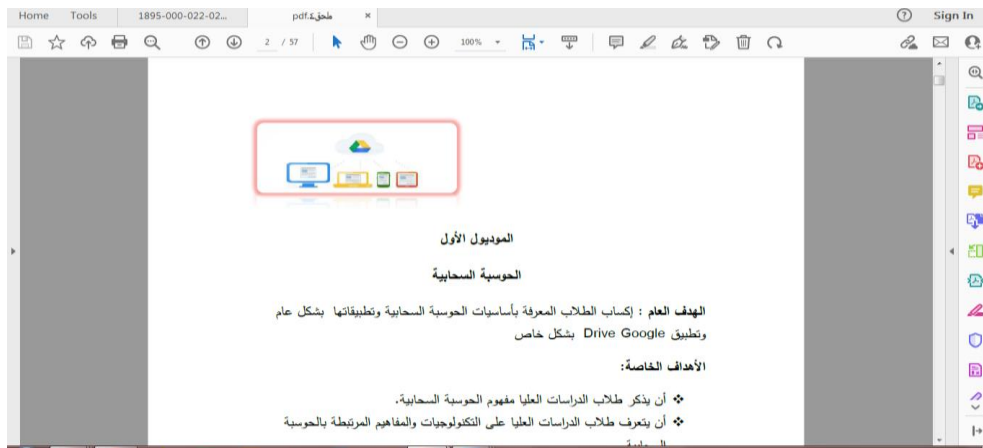 Home Tools 1895-000-022-02... ملحق٤.pdf × Sign In
2 / 57 100%
الموديول الأول
الحوسبة السحابية
الهدف العام : إكساب الطلاب المعرفة بأساسيات الحوسبة السحابية وتطبيقاتها بشكل عام
وتطبيق Drive Google بشكل خاص
الأهداف الخاصة:
❖ أن يذكر طلاب الدراسات العليا مفهوم الحوسبة السحابية.
❖ أن يتعرف طلاب الدراسات العليا على التكنولوجيات والمفاهيم المرتبطة بالحوسبة